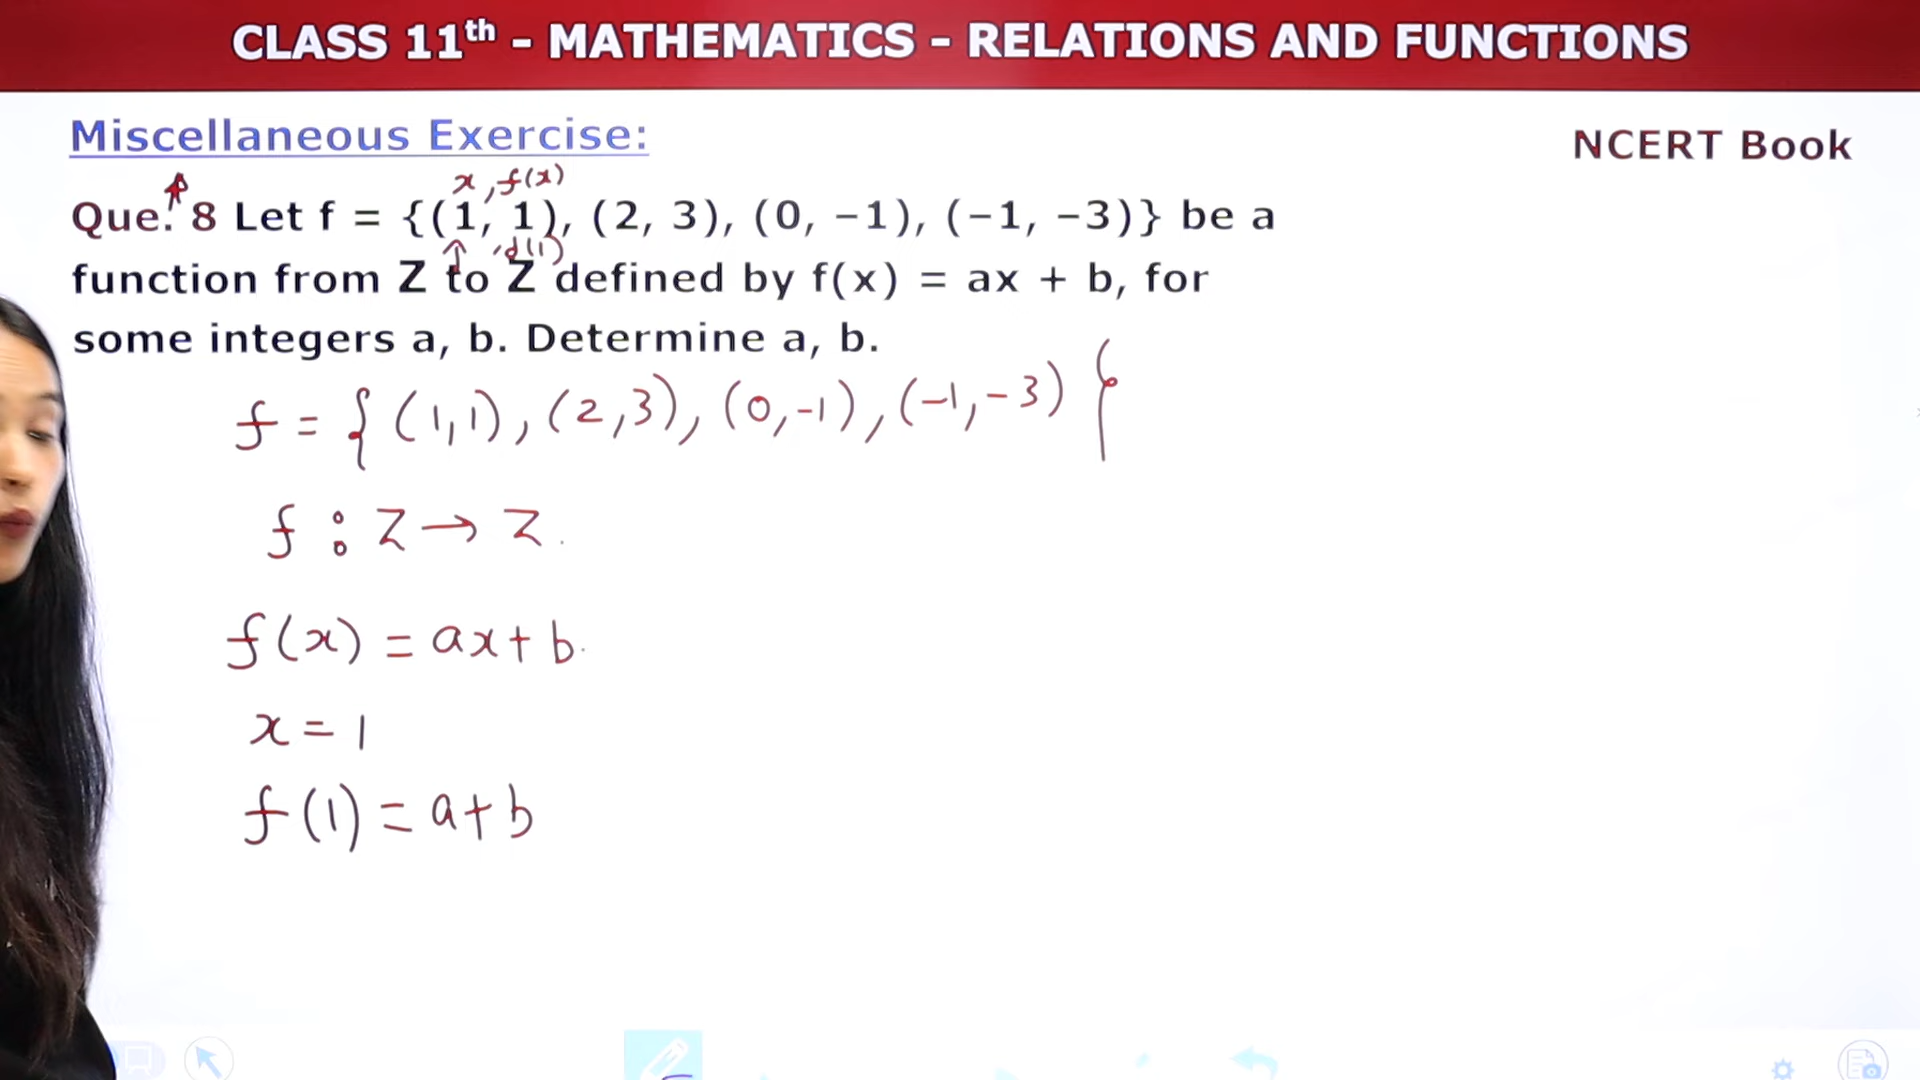 CLASS 11th - MATHEMATICS - RELATIONS AND FUNCTIONS
Miscellaneous Exercise:
NCERT Book
x, f(x)
Que. 8 Let f = {(1, 1), (2, 3), (0, −1), (−1, −3)} be a
function from Z to Z defined by f(x) = ax + b, for
some integers a, b. Determine a, b.
f = { (1,1), (2,3), (0,-1), (-1,-3) }
f : Z → Z.
f(x) = ax + b.
x = 1
f(1) = a + b